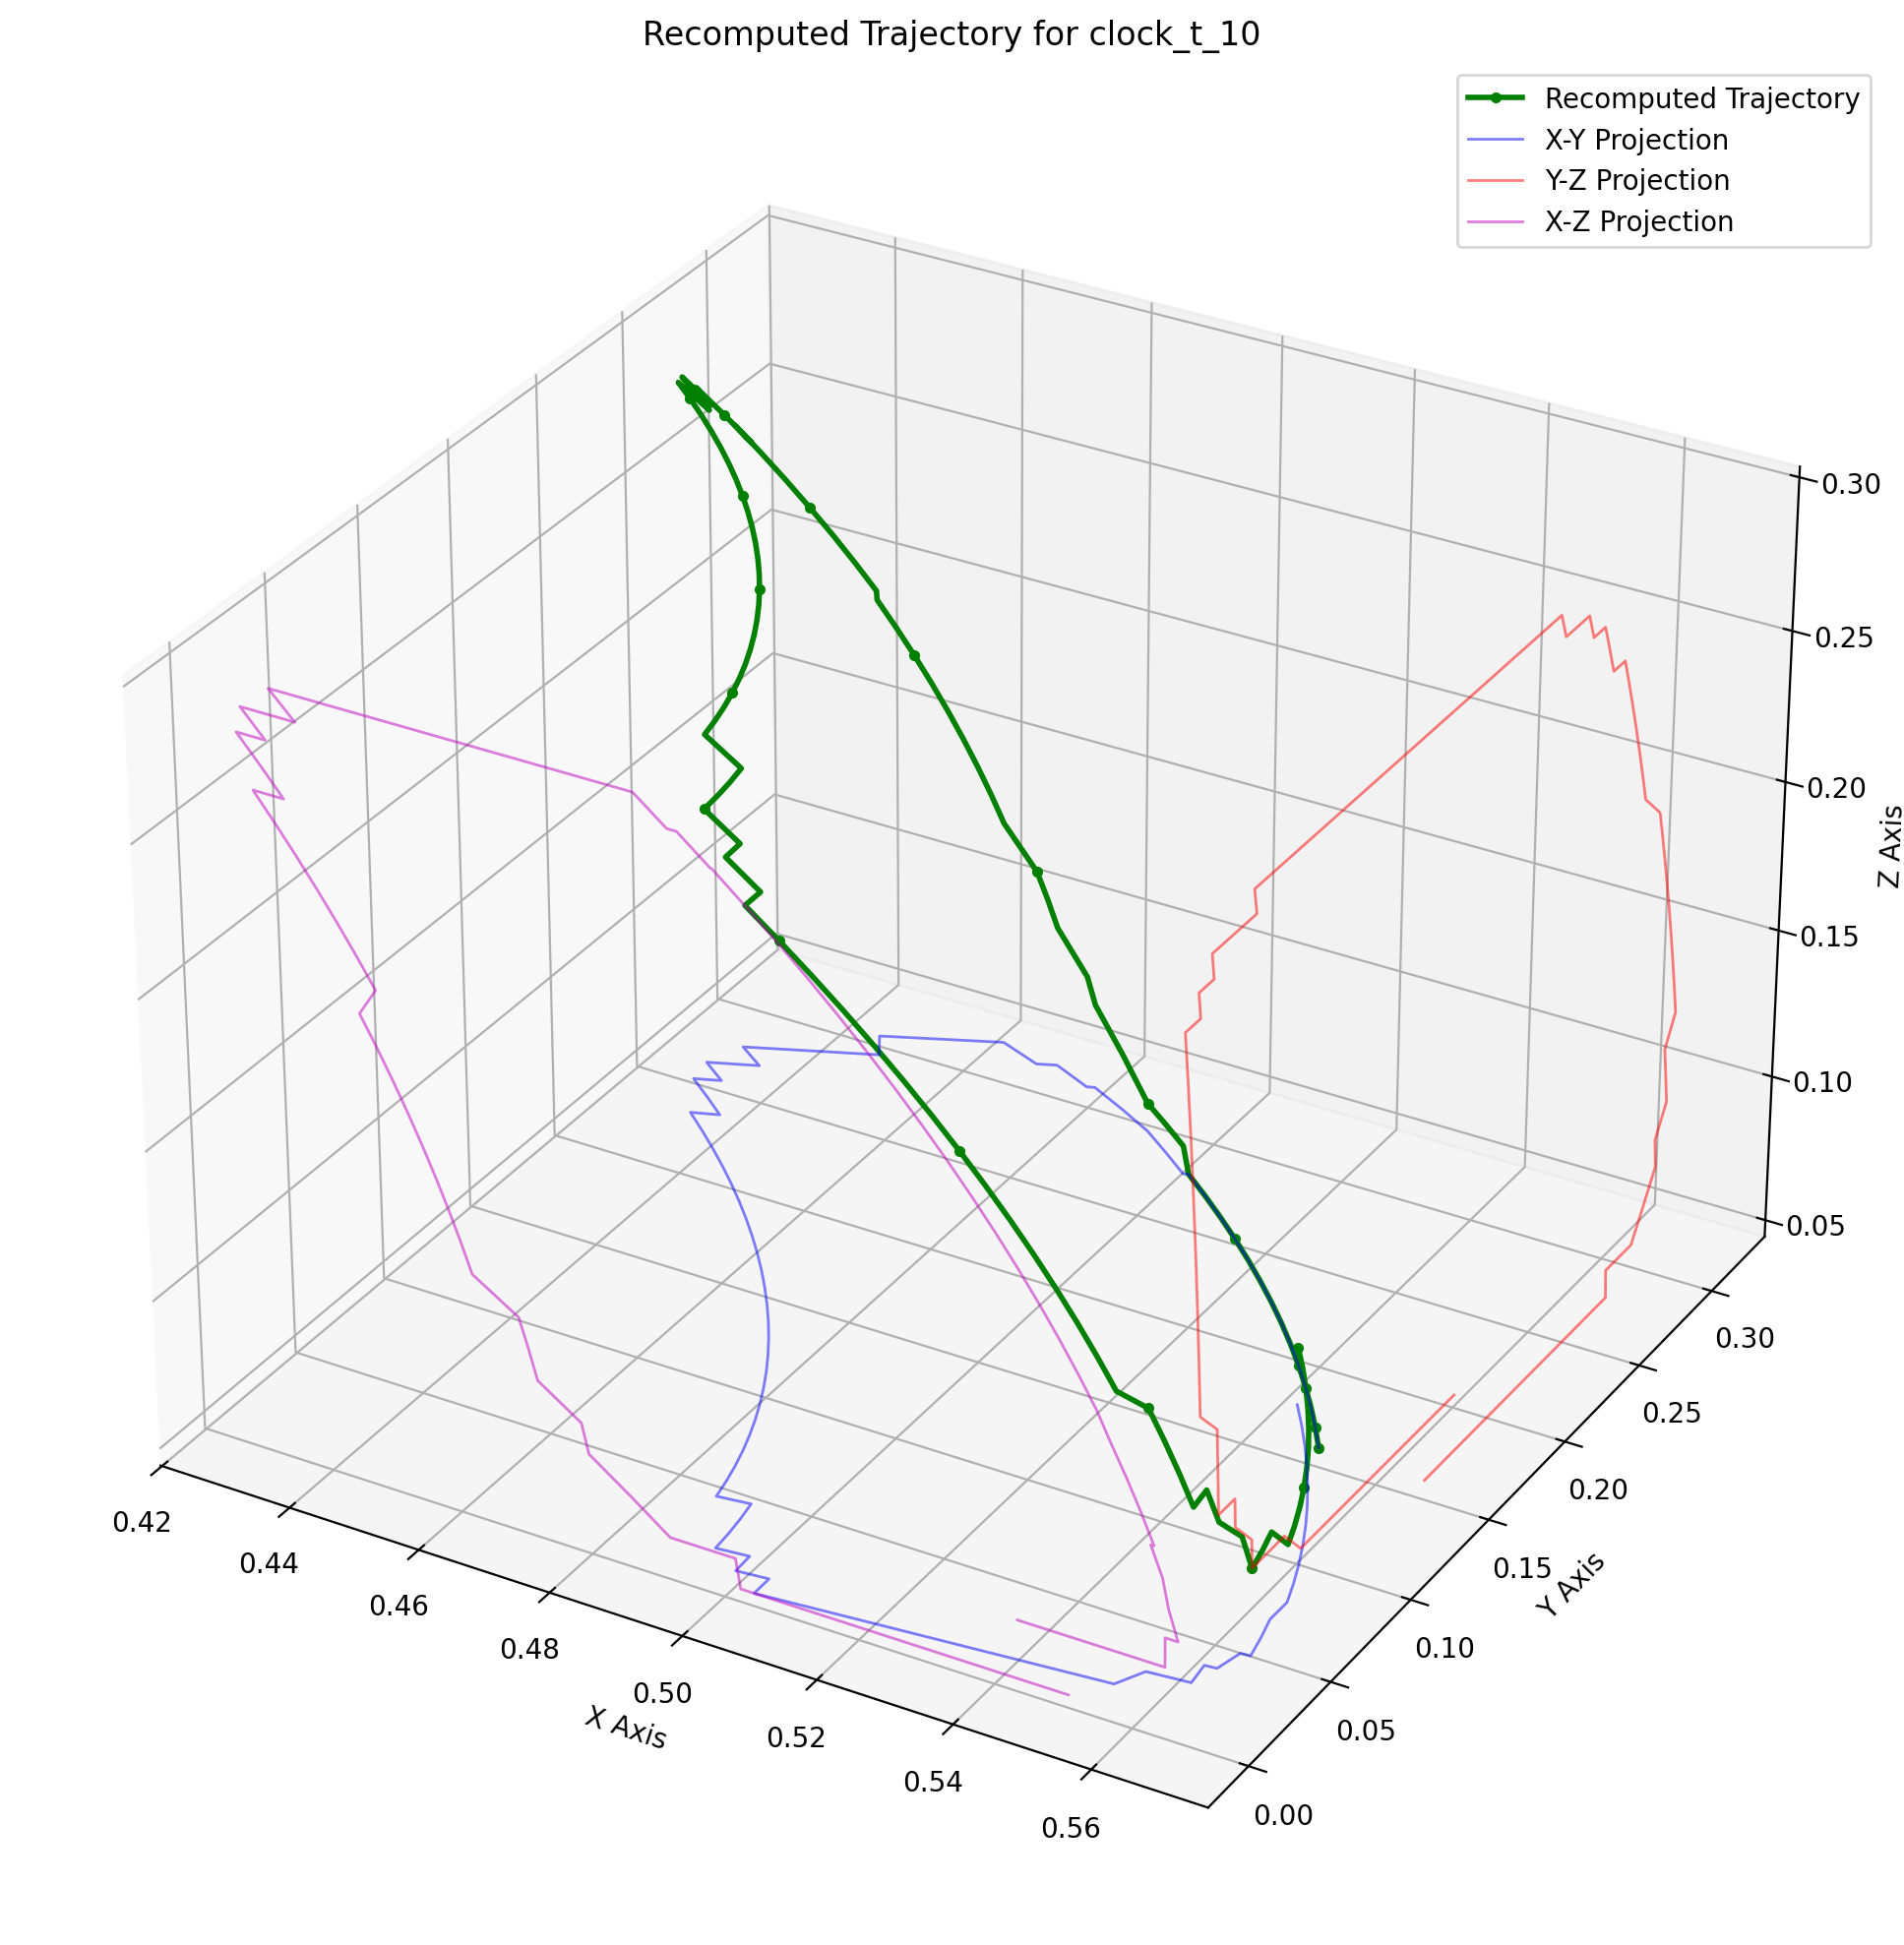 Recomputed Trajectory for clock_t_10
Recomputed Trajectory
X-Y Projection
Y-Z Projection
X-Z Projection
0.30
0.25
0.20
0.15
0.10
0.05
Z Axis
0.30
0.25
0.20
0.15
0.10
0.05
0.00
Y Axis
0.42
0.44
0.46
0.48
0.50
0.52
0.54
0.56
X Axis